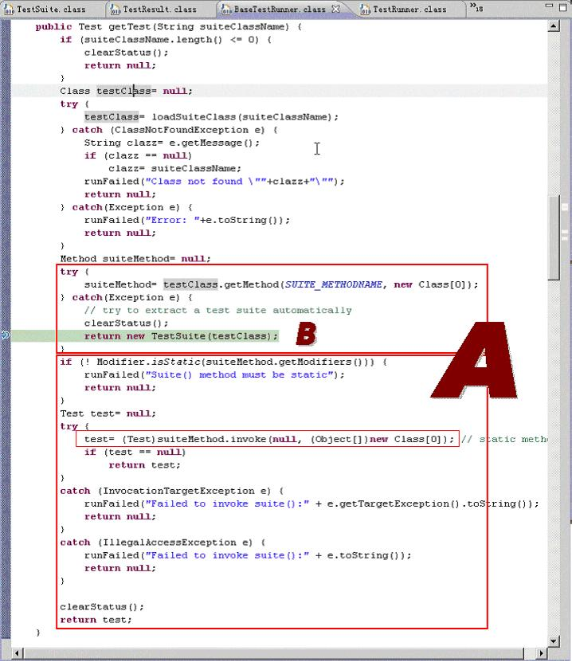 TestSuite.class TestResult.class BaseTestRunner.class TestRunner.class »18
public Test getTest(String suiteClassName) {
if (suiteClassName.length() <= 0) {
clearStatus();
return null;
}
Class testClass= null;
try {
testClass= loadSuiteClass(suiteClassName);
} catch (ClassNotFoundException e) {
String clazz= e.getMessage();
if (clazz == null)
clazz= suiteClassName;
runFailed("Class not found \""+clazz+"\"");
return null;
} catch(Exception e) {
runFailed("Error: "+e.toString());
return null;
}
Method suiteMethod= null;
try {
suiteMethod= testClass.getMethod(SUITE_METHODNAME, new Class[0]);
} catch(Exception e) {
// try to extract a test suite automatically
clearStatus();
return new TestSuite(testClass);
B
}
A
if (! Modifier.isStatic(suiteMethod.getModifiers())) {
runFailed("Suite() method must be static");
return null;
}
Test test= null;
try {
test= (Test)suiteMethod.invoke(null, (Object[])new Class[0]); // static meth
if (test == null)
return test;
}
catch (InvocationTargetException e) {
runFailed("Failed to invoke suite():" + e.getTargetException().toString());
return null;
}
catch (IllegalAccessException e) {
runFailed("Failed to invoke suite():" + e.toString());
return null;
}
clearStatus();
return test;
}